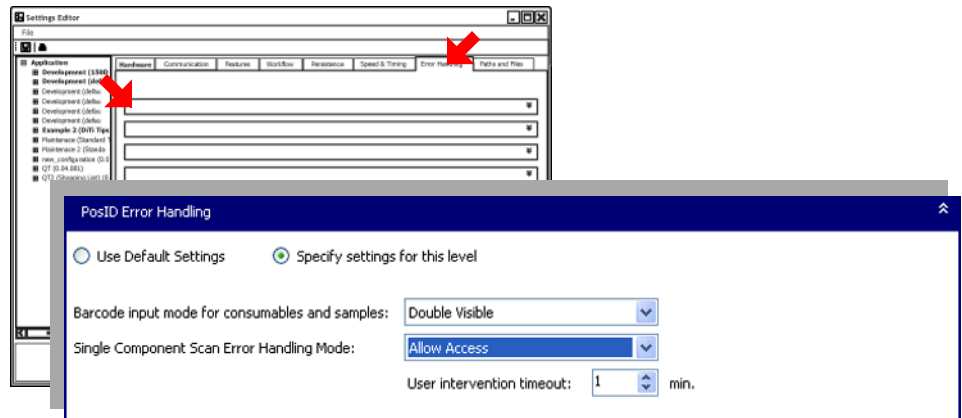 Settings Editor
File
Application
Hardware Communication Features Workflow Persistence Speed & Timing Error Handling Paths and Files
Development (1500
Development (defau
Development (defau
Development (defau
Development (defau
Development (defau
Example 2 (DiTi Tips
Maintenace (Standard T
Maintenace 2 (Standa
new_configuration (0.0
QT (0.04.001)
QT2 (Shopping List) (0
PosID Error Handling
Use Default Settings Specify settings for this level
Barcode input mode for consumables and samples: Double Visible
Single Component Scan Error Handling Mode: Allow Access
User intervention timeout: 1 min.